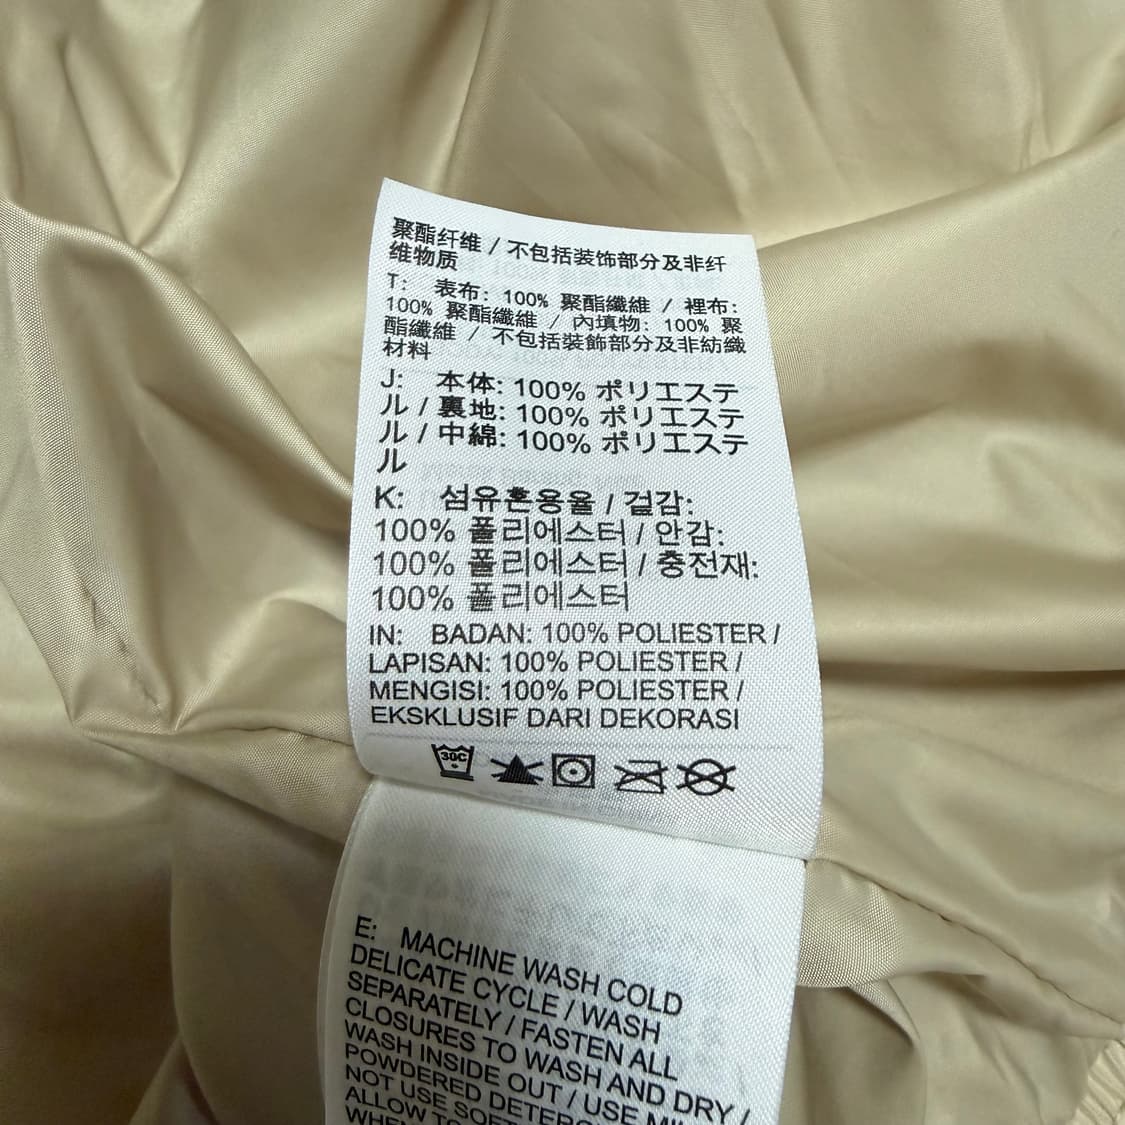 聚酯纤维 / 不包括装饰部分及非纤
维物质
T: 表布: 100% 聚酯纖維 / 裡布:
100% 聚酯纖維 / 內填物: 100% 聚
酯纖維 / 不包括裝飾部分及非紡織
材料
J: 本体: 100% ポリエステ
ル / 裏地: 100% ポリエステ
ル / 中綿: 100% ポリエステ
ル
K: 섬유혼용율 / 겉감:
100% 폴리에스터 / 안감:
100% 폴리에스터 / 충전재:
100% 폴리에스터
IN: BADAN: 100% POLIESTER /
LAPISAN: 100% POLIESTER /
MENGISI: 100% POLIESTER /
EKSKLUSIF DARI DEKORASI
30C
E: MACHINE WASH COLD
DELICATE CYCLE / WASH
SEPARATELY / FASTEN ALL
CLOSURES TO WASH AND DRY /
WASH INSIDE OUT / USE
POWDERED
NOT USE
ALLOW